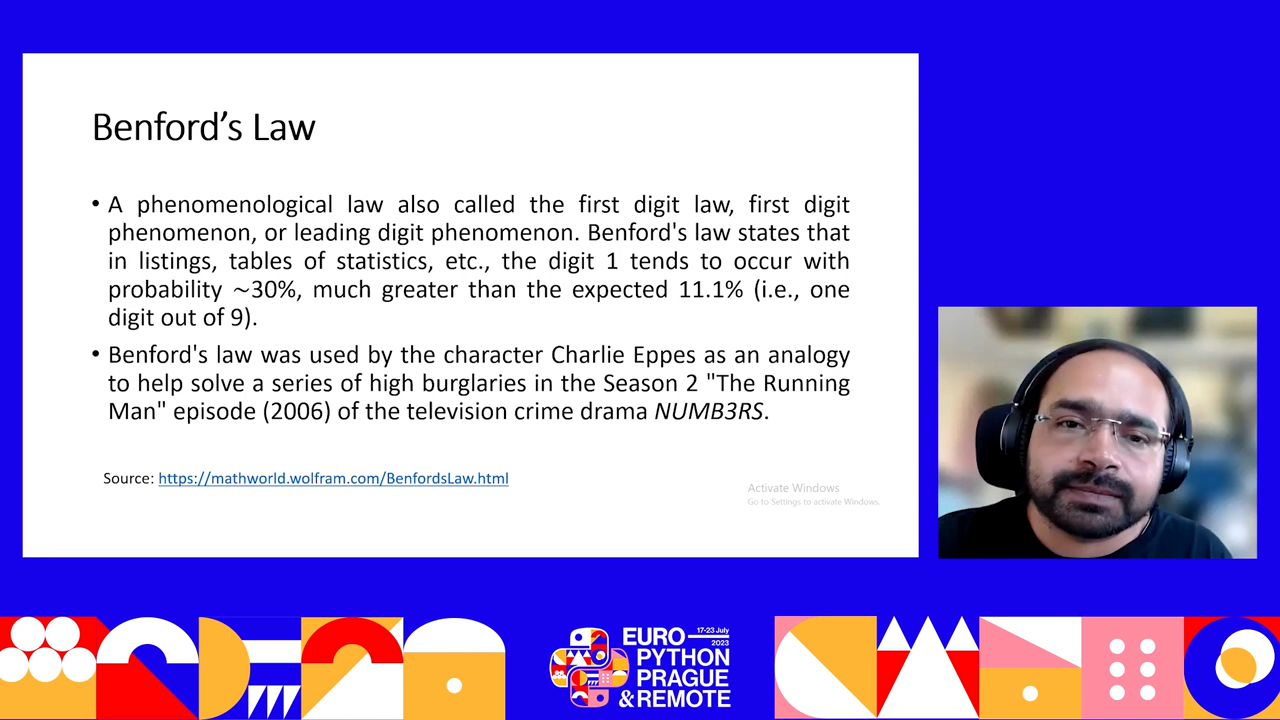 Benford's Law
• A phenomenological law also called the first digit law, first digit
phenomenon, or leading digit phenomenon. Benford's law states that
in listings, tables of statistics, etc., the digit 1 tends to occur with
probability ~30%, much greater than the expected 11.1% (i.e., one
digit out of 9).
• Benford's law was used by the character Charlie Eppes as an analogy
to help solve a series of high burglaries in the Season 2 "The Running
Man" episode (2006) of the television crime drama NUMB3RS.
Source: https://mathworld.wolfram.com/BenfordsLaw.html
Activate Windows
Go to Settings to activate Windows.
EURO 17-23 July
2023
PYTHON
PRAGUE
& REMOTE